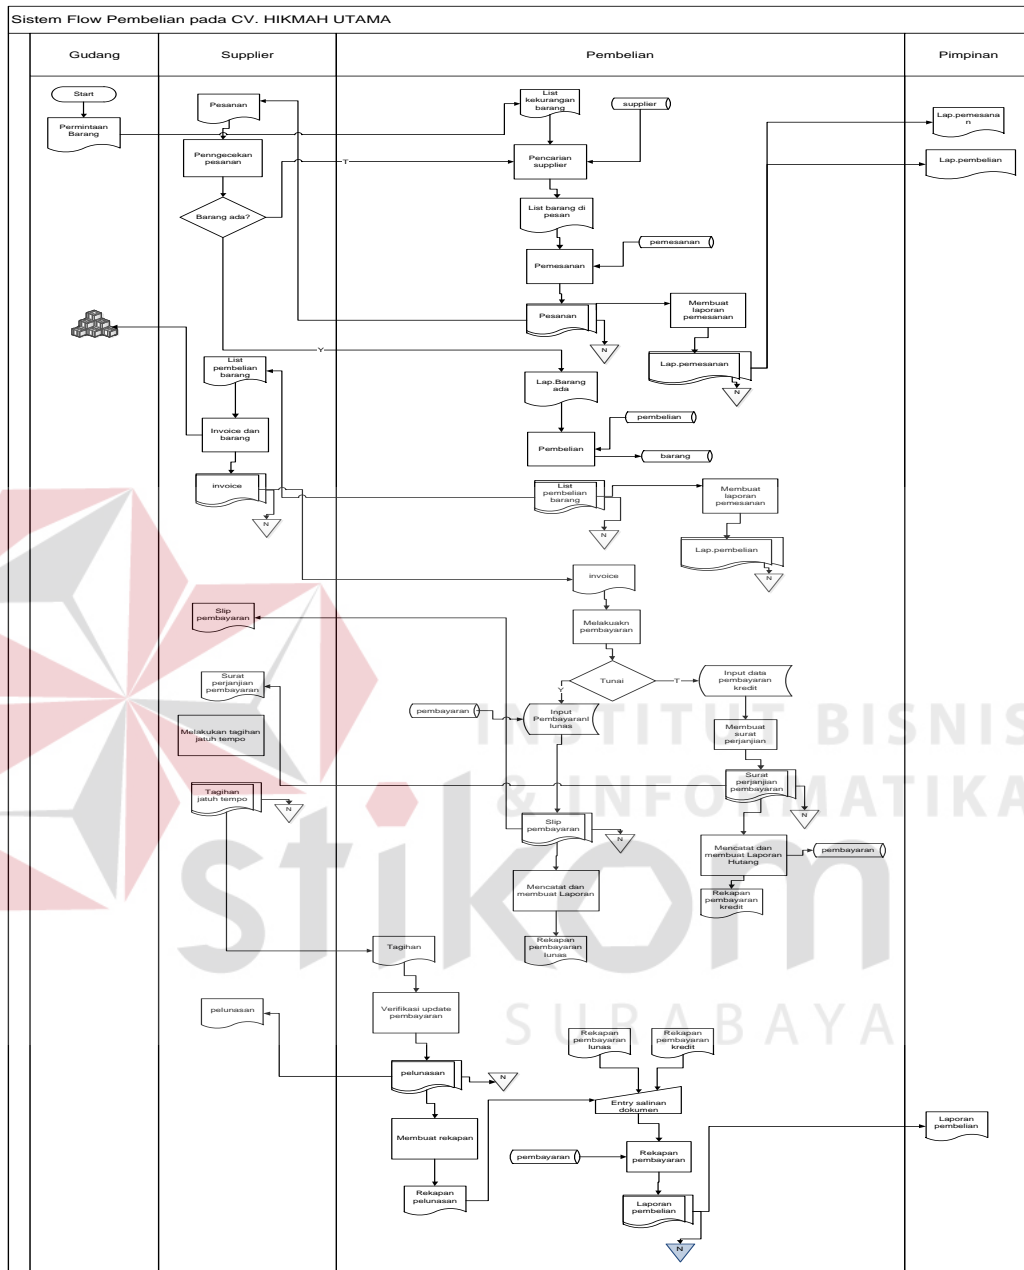 Sistem Flow Pembelian pada CV. HIKMAH UTAMA
Gudang
Supplier
Pembelian
Pimpinan
Start
Permintaan
Barang
Pesanan
Penngecekan
pesanan
Barang ada?
T
Y
List
kekurangan
barang
supplier
Pencarian
supplier
List barang di
pesan
pemesanan
Pemesanan
Pesanan
N
Membuat
laporan
pemesanan
Lap.pemesanan
N
Lap.pemesana
n
Lap.pembelian
List
pembelian
barang
Invoice dan
barang
invoice
N
Lap.Barang
ada
Pembelian
pembelian
barang
List
pembelian
barang
N
Membuat
laporan
pemesanan
Lap.pembelian
N
invoice
Melakuakn
pembayaran
Tunai
Y
T
Slip
pembayaran
Surat
perjanjian
pembayaran
Melakukan tagihan
jatuh tempo
Tagihan
jatuh tempo
N
pembayaran
Input
Pembayaranl
lunas
Input data
pembayaran
kredit
Membuat
surat
perjanjian
Surat
perjanjian
pembayaran
N
Slip
pembayaran
N
Mencatat dan
membuat Laporan
Hutang
pembayaran
Rekapan
pembayaran
kredit
Mencatat dan
membuat Laporan
Rekapan
pembayaran
lunas
Tagihan
Verifikasi update
pembayaran
pelunasan
pelunasan
N
Membuat rekapan
Rekapan
pelunasan
Rekapan
pembayaran
lunas
Rekapan
pembayaran
kredit
Entry salinan
dokumen
pembayaran
Rekapan
pembayaran
Laporan
pembelian
N
Laporan
pembelian
INSTITUT BISNIS
& INFORMATIKA
stikom
SURABAYA